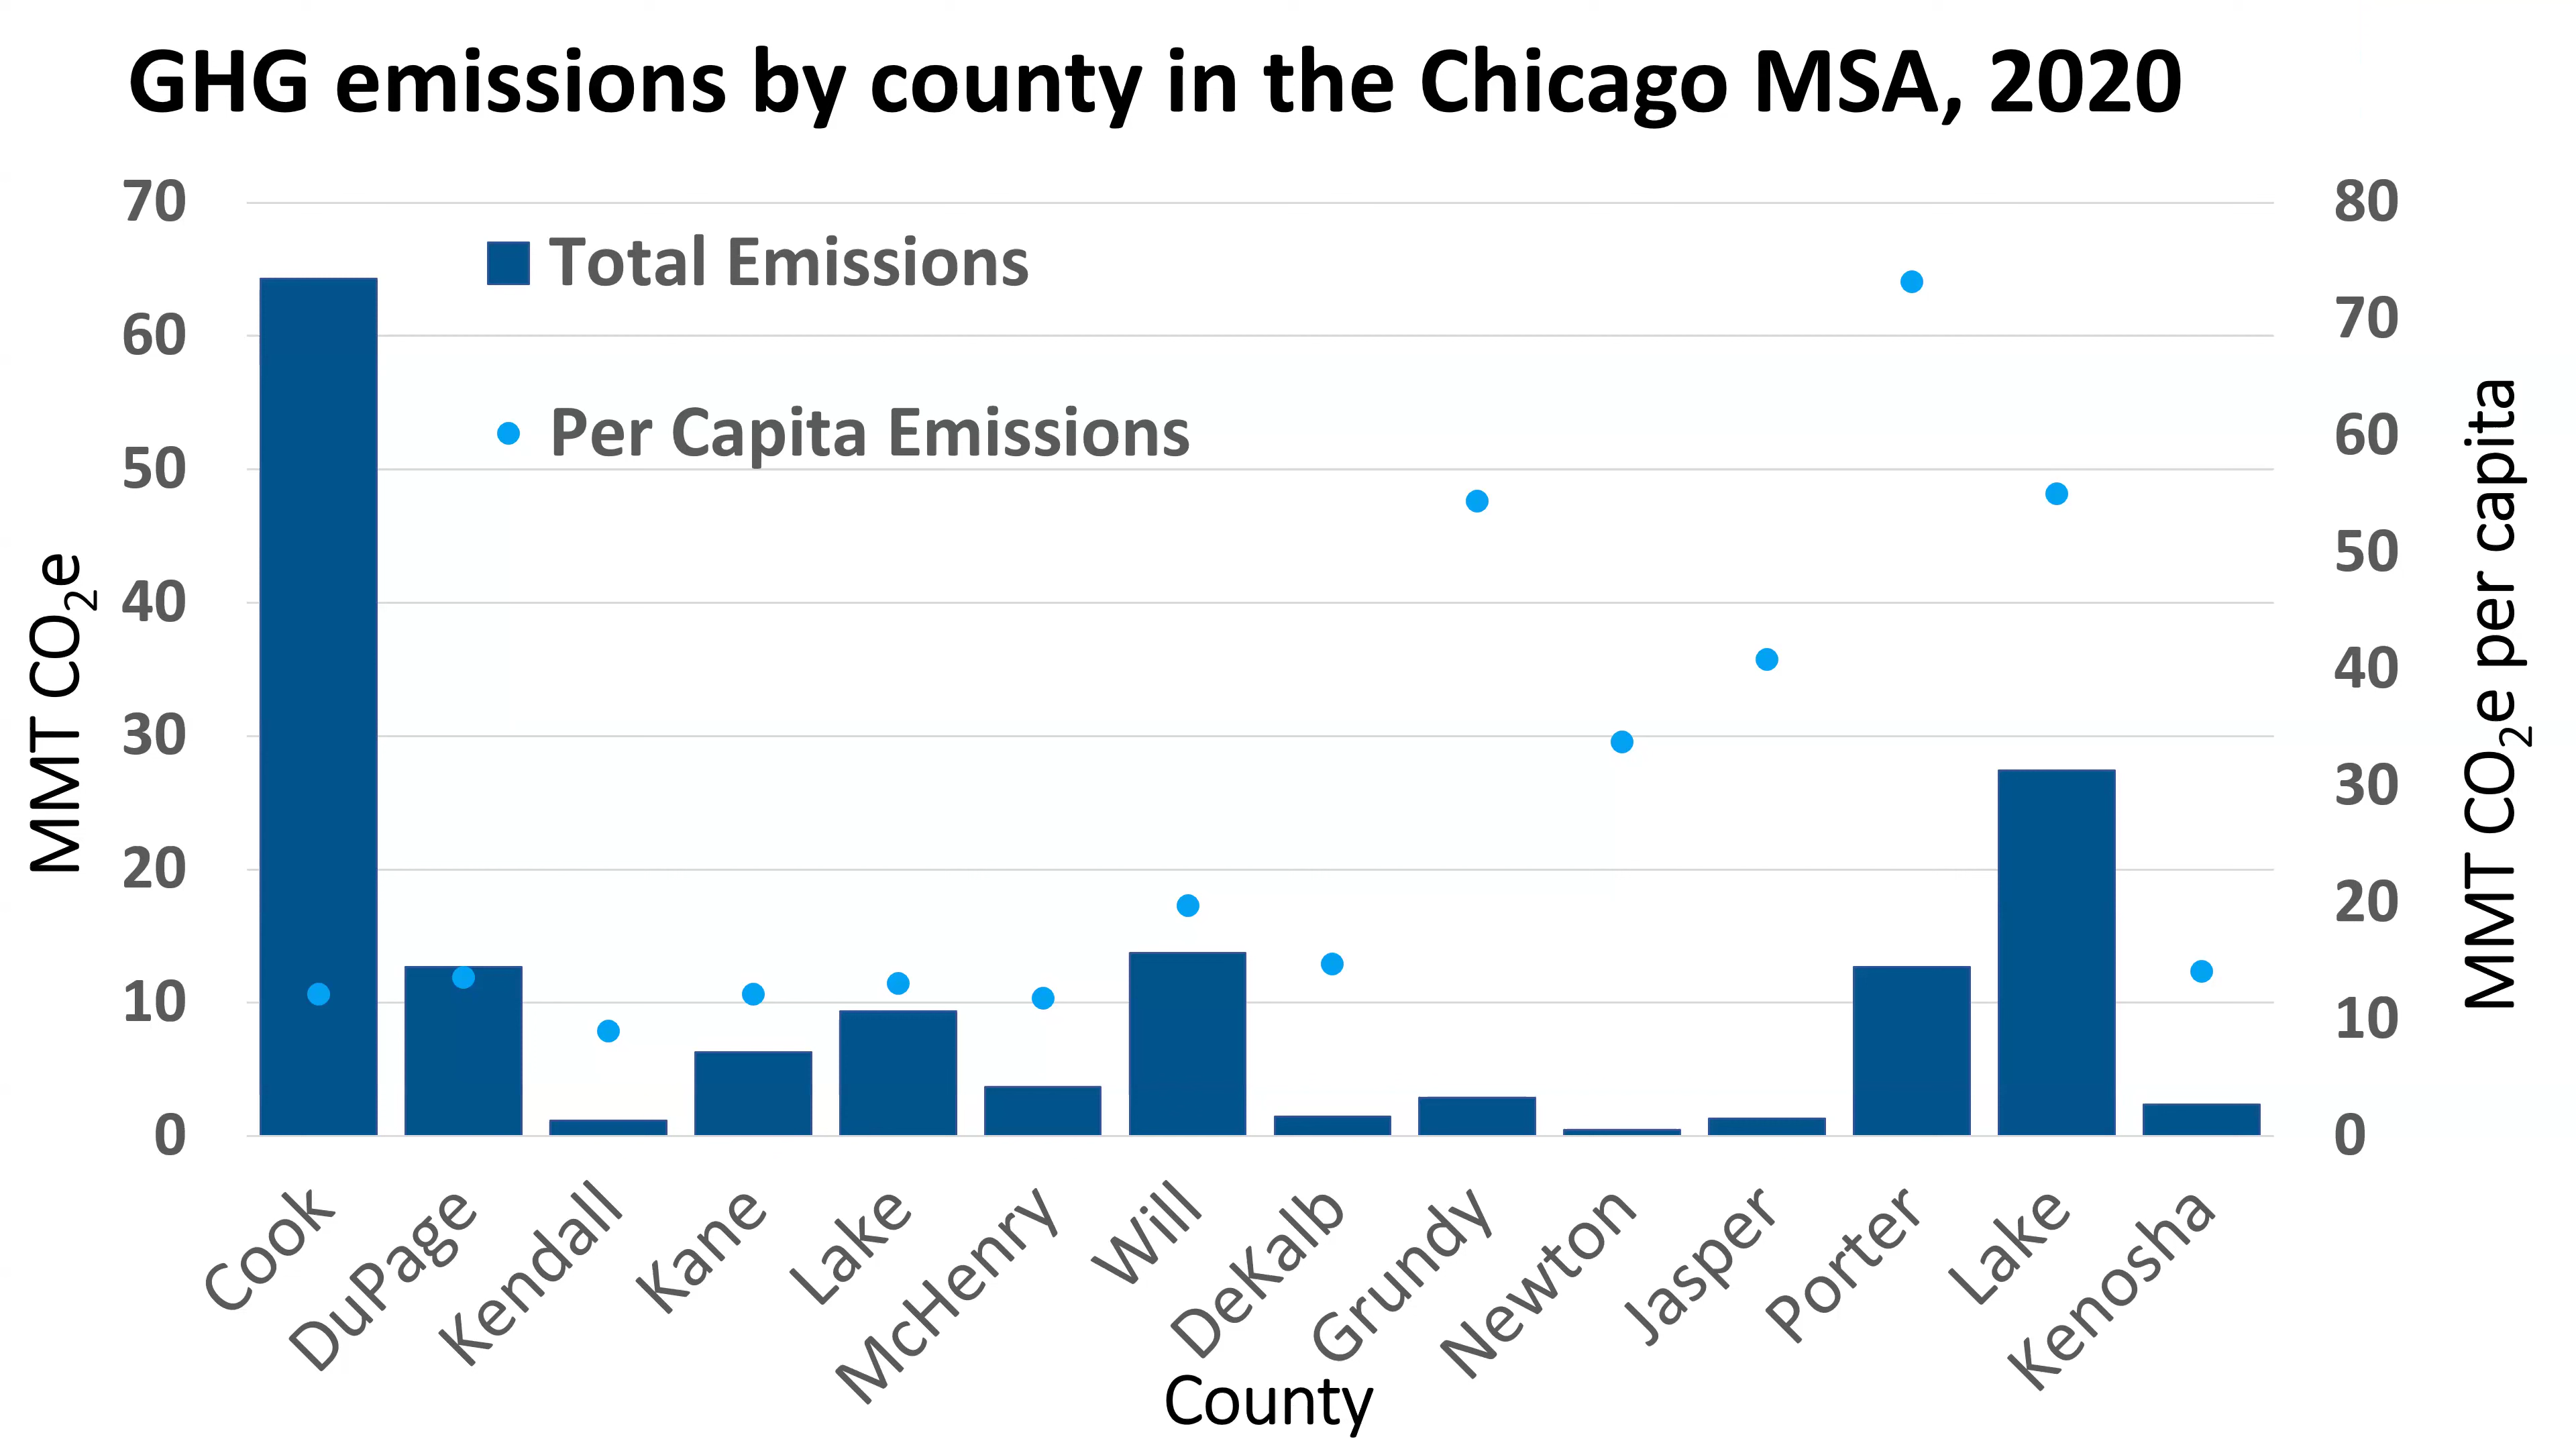 GHG emissions by county in the Chicago MSA, 2020
70
60
50
40
30
20
10
0
MMT CO₂e
Total Emissions
Per Capita Emissions
80
70
60
50
40
30
20
10
0
MMT CO₂e per capita
Cook
DuPage
Kendall
Kane
Lake
McHenry
Will
DeKalb
Grundy
Newton
Jasper
Porter
Lake
Kenosha
County